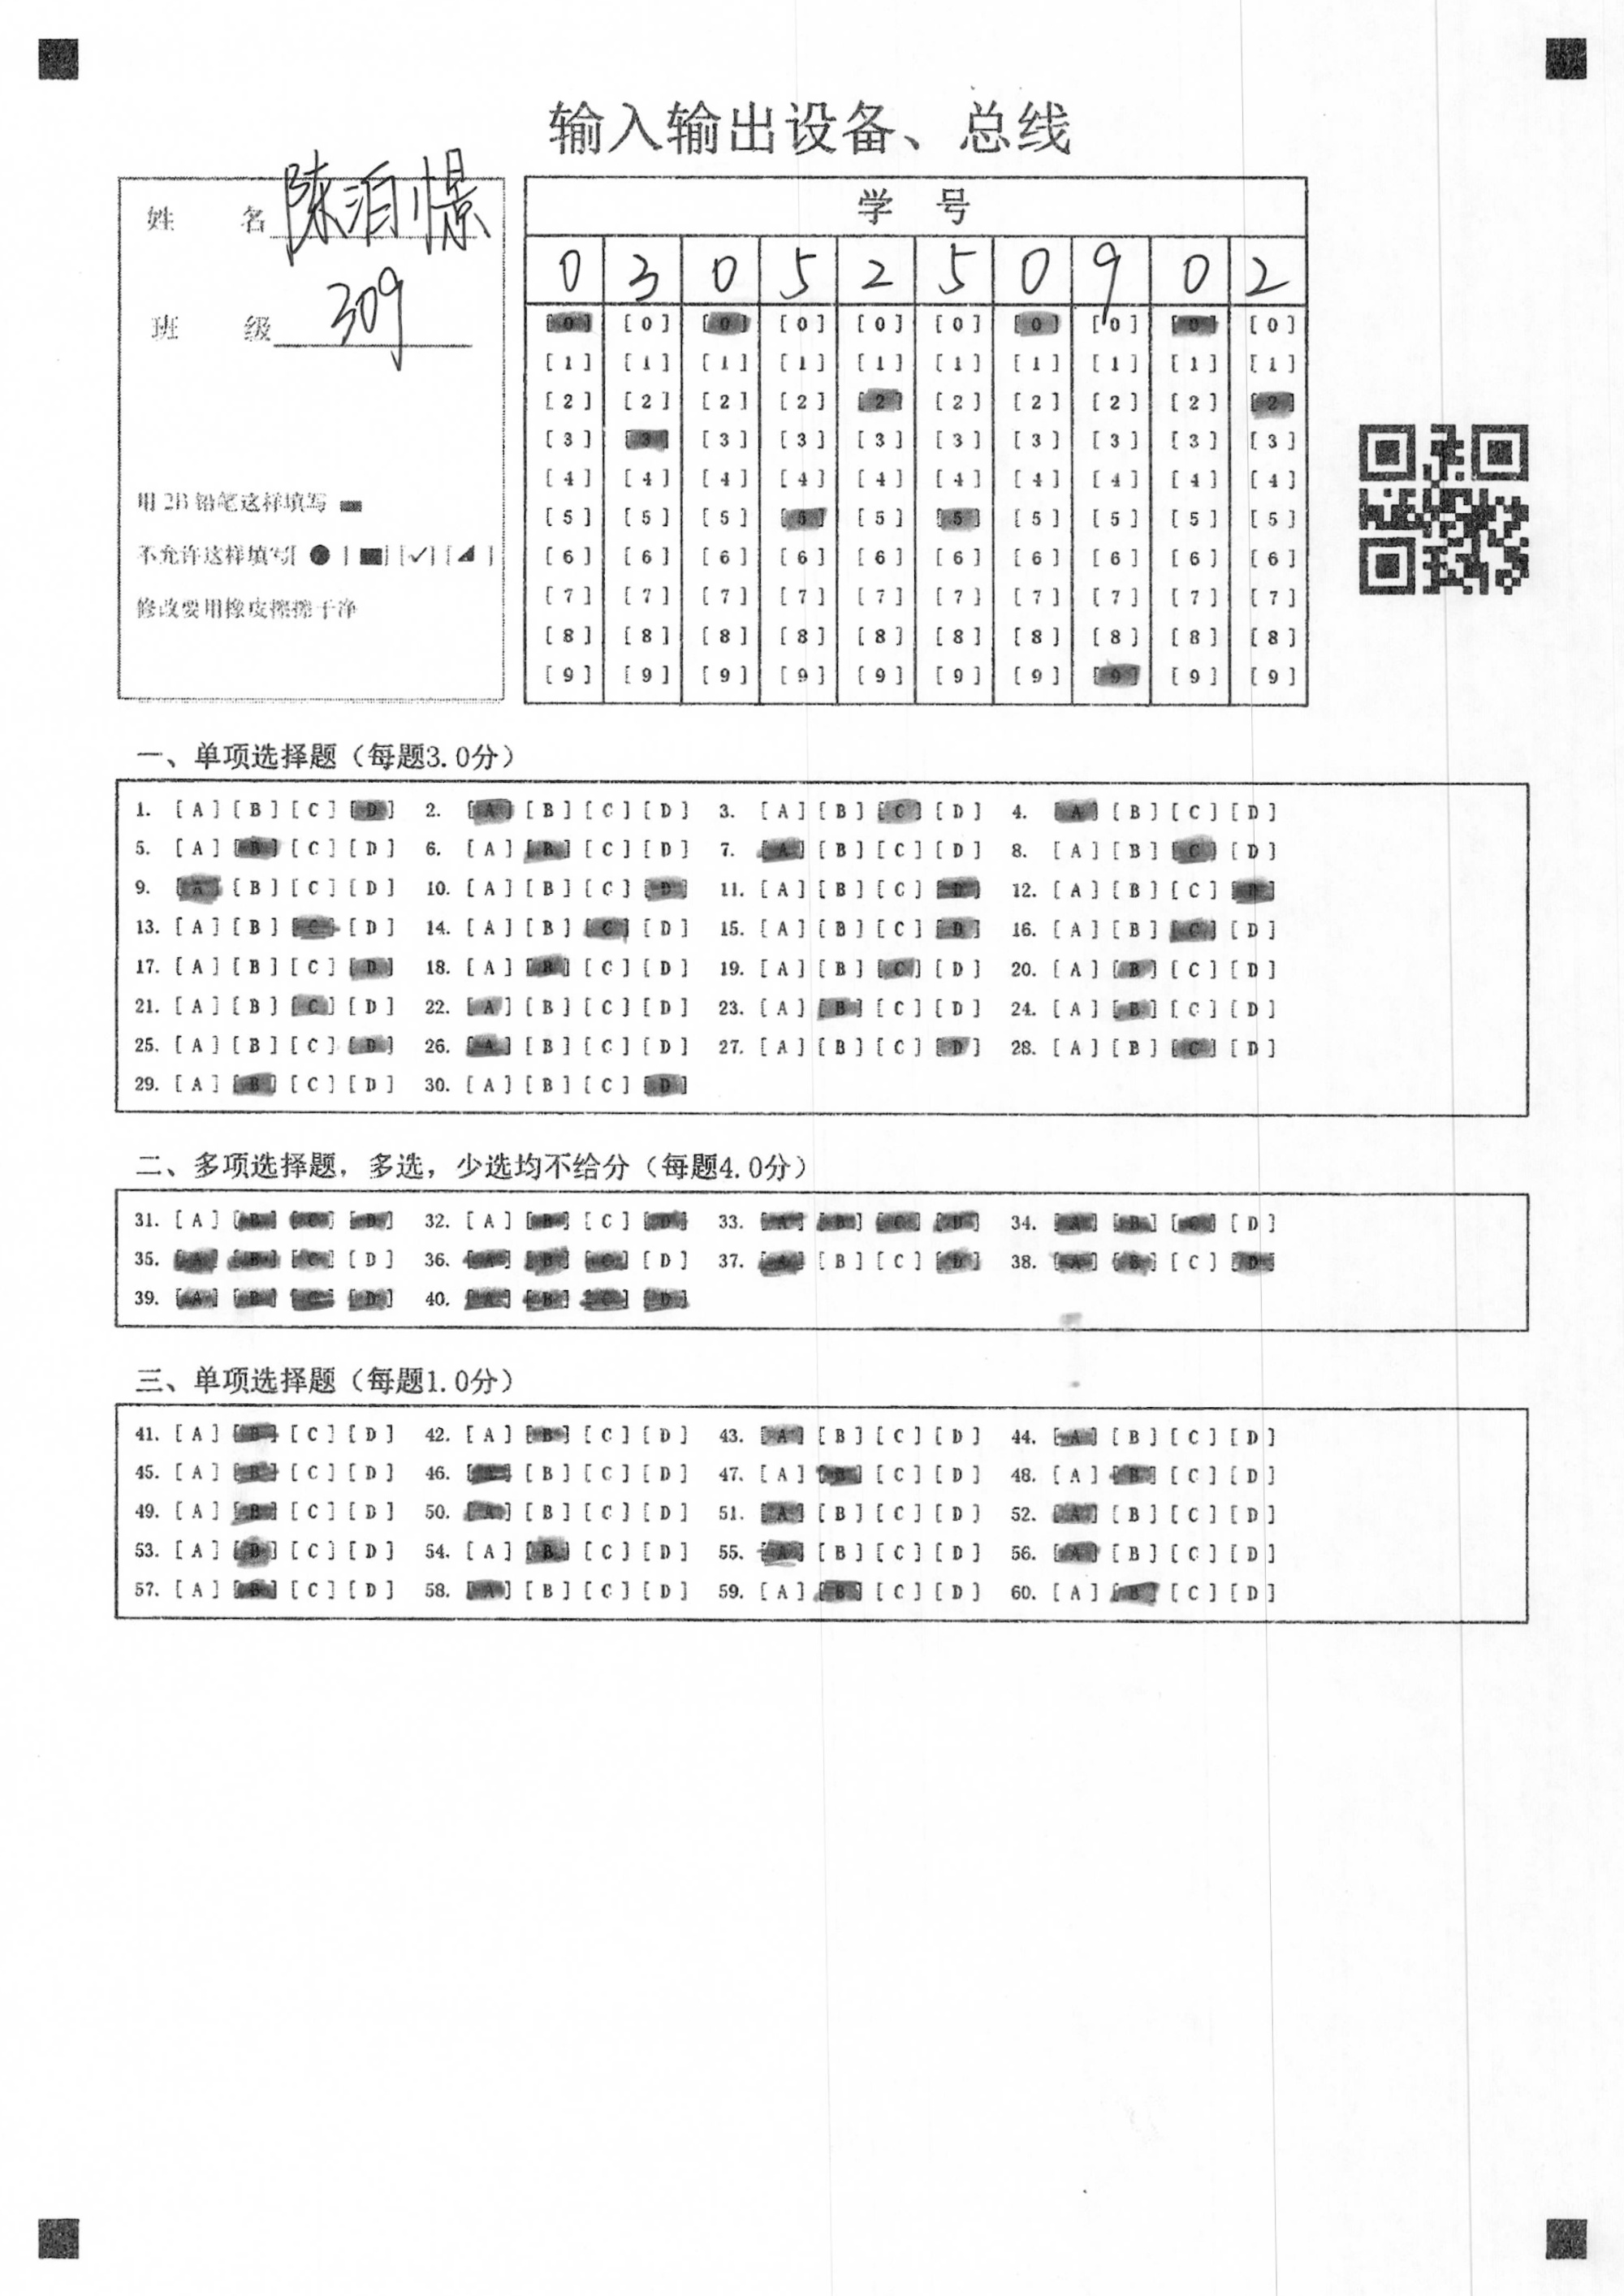 输入输出设备、总线
姓 名 陈泊憬
班 级 309
用 2B 铅笔这样填写
不允许这样填写[ ● ] [■] [✓] [◢ ]
修改要用橡皮擦擦干净
学 号
0 3 0 5 2 5 0 9 0 2
[0] [0] [0] [0] [0] [0] [0] [0] [0] [0]
[1] [1] [1] [1] [1] [1] [1] [1] [1] [1]
[2] [2] [2] [2] [2] [2] [2] [2] [2] [2]
[3] [3] [3] [3] [3] [3] [3] [3] [3] [3]
[4] [4] [4] [4] [4] [4] [4] [4] [4] [4]
[5] [5] [5] [5] [5] [5] [5] [5] [5] [5]
[6] [6] [6] [6] [6] [6] [6] [6] [6] [6]
[7] [7] [7] [7] [7] [7] [7] [7] [7] [7]
[8] [8] [8] [8] [8] [8] [8] [8] [8] [8]
[9] [9] [9] [9] [9] [9] [9] [9] [9] [9]
一、单项选择题（每题3.0分）
1. [A] [B] [C] [D] 2. [A] [B] [C] [D] 3. [A] [B] [C] [D] 4. [A] [B] [C] [D]
5. [A] [B] [C] [D] 6. [A] [B] [C] [D] 7. [A] [B] [C] [D] 8. [A] [B] [C] [D]
9. [A] [B] [C] [D] 10. [A] [B] [C] [D] 11. [A] [B] [C] [D] 12. [A] [B] [C] [D]
13. [A] [B] [C] [D] 14. [A] [B] [C] [D] 15. [A] [B] [C] [D] 16. [A] [B] [C] [D]
17. [A] [B] [C] [D] 18. [A] [B] [C] [D] 19. [A] [B] [C] [D] 20. [A] [B] [C] [D]
21. [A] [B] [C] [D] 22. [A] [B] [C] [D] 23. [A] [B] [C] [D] 24. [A] [B] [C] [D]
25. [A] [B] [C] [D] 26. [A] [B] [C] [D] 27. [A] [B] [C] [D] 28. [A] [B] [C] [D]
29. [A] [B] [C] [D] 30. [A] [B] [C] [D]
二、多项选择题，多选，少选均不给分（每题4.0分）
31. [A] [B] [C] [D] 32. [A] [B] [C] [D] 33. [A] [B] [C] [D] 34. [A] [B] [C] [D]
35. [A] [B] [C] [D] 36. [A] [B] [C] [D] 37. [A] [B] [C] [D] 38. [A] [B] [C] [D]
39. [A] [B] [C] [D] 40. [A] [B] [C] [D]
三、单项选择题（每题1.0分）
41. [A] [B] [C] [D] 42. [A] [B] [C] [D] 43. [A] [B] [C] [D] 44. [A] [B] [C] [D]
45. [A] [B] [C] [D] 46. [A] [B] [C] [D] 47. [A] [B] [C] [D] 48. [A] [B] [C] [D]
49. [A] [B] [C] [D] 50. [A] [B] [C] [D] 51. [A] [B] [C] [D] 52. [A] [B] [C] [D]
53. [A] [B] [C] [D] 54. [A] [B] [C] [D] 55. [A] [B] [C] [D] 56. [A] [B] [C] [D]
57. [A] [B] [C] [D] 58. [A] [B] [C] [D] 59. [A] [B] [C] [D] 60. [A] [B] [C] [D]